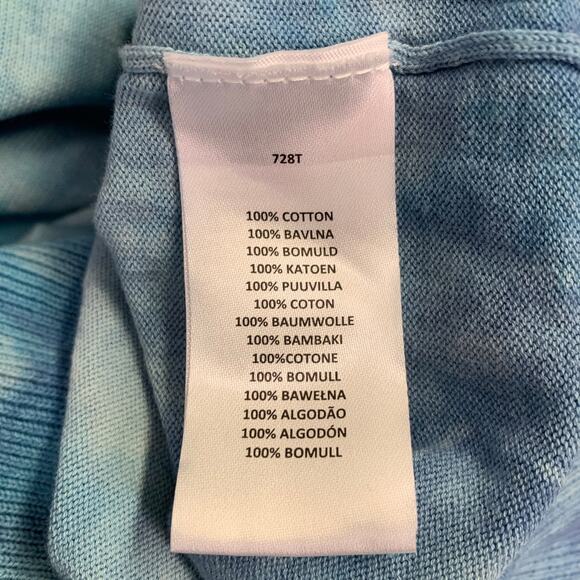 728T
100% COTTON
100% BAVLNA
100% BOMULD
100% KATOEN
100% PUUVILLA
100% COTON
100% BAUMWOLLE
100% BAMBAKI
100%COTONE
100% BOMULL
100% BAWEŁNA
100% ALGODÃO
100% ALGODÓN
100% BOMULL